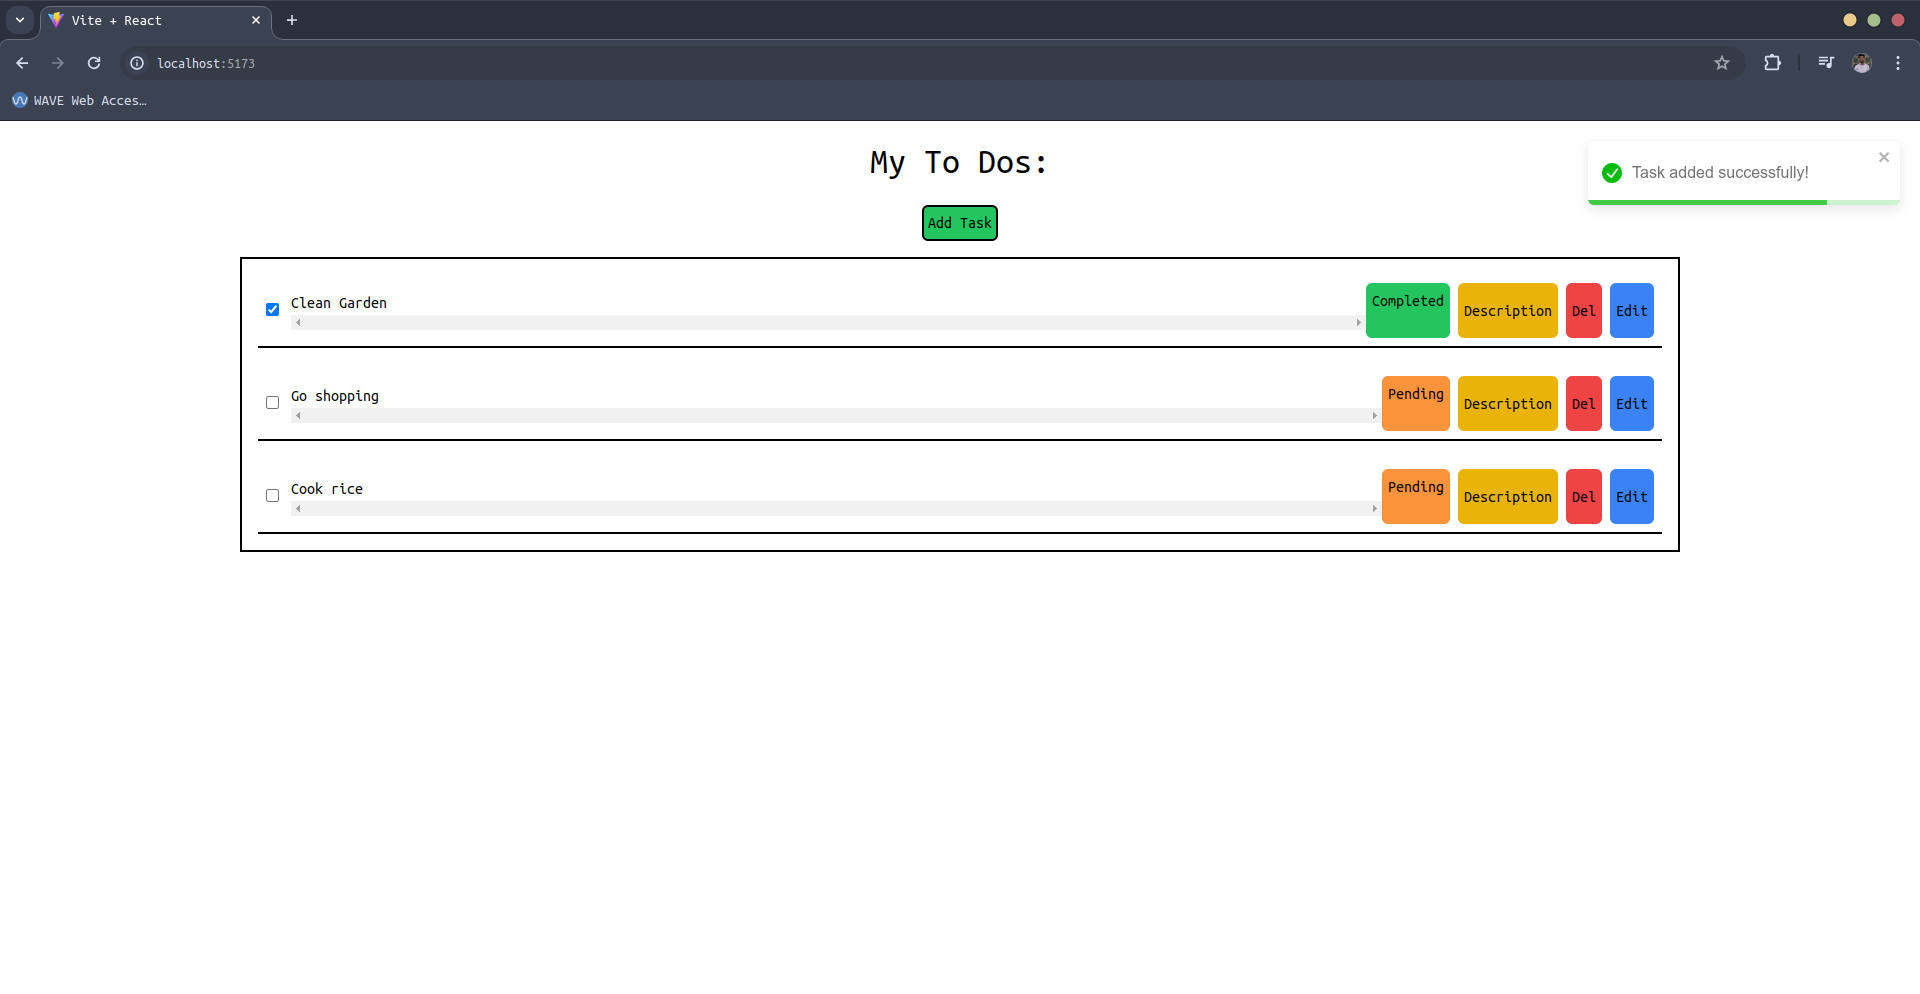 Vite + React
localhost:5173
WAVE Web Acces…
My To Dos:
Task added successfully!
Add Task
Clean Garden Completed Description Del Edit
Go shopping Pending Description Del Edit
Cook rice Pending Description Del Edit